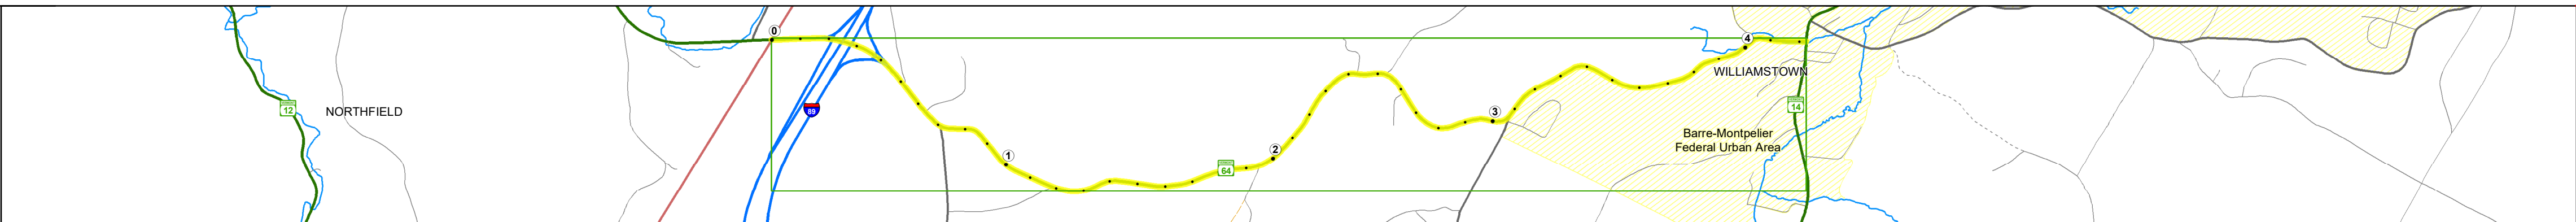 0
4
WILLIAMSTOWN
12
NORTHFIELD
89
14
3
Barre-Montpelier
Federal Urban Area
1
2
64